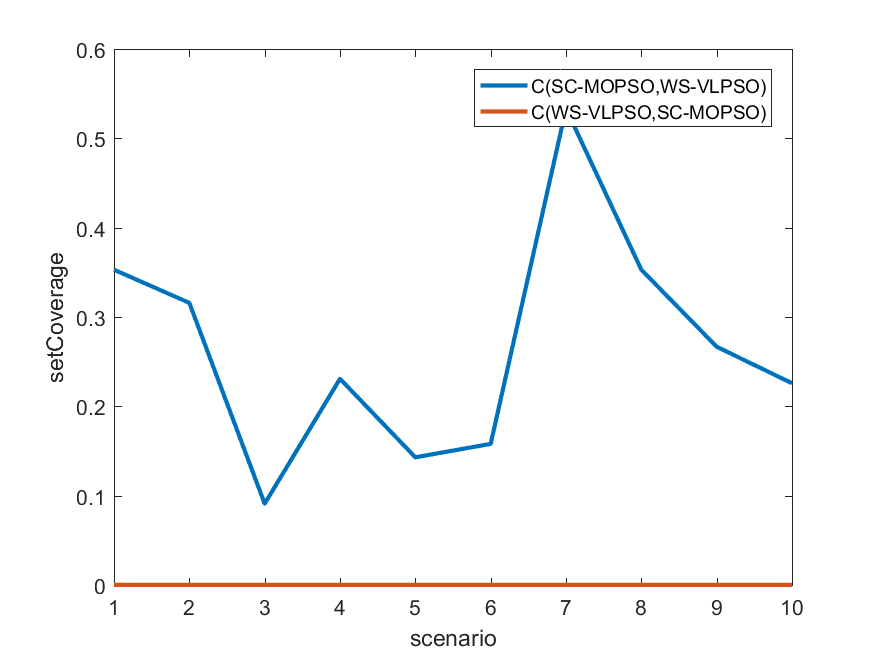 0.6
0.5
0.4
0.3
0.2
0.1
0
setCoverage
C(SC-MOPSO,WS-VLPSO)
C(WS-VLPSO,SC-MOPSO)
1 2 3 4 5 6 7 8 9 10
scenario